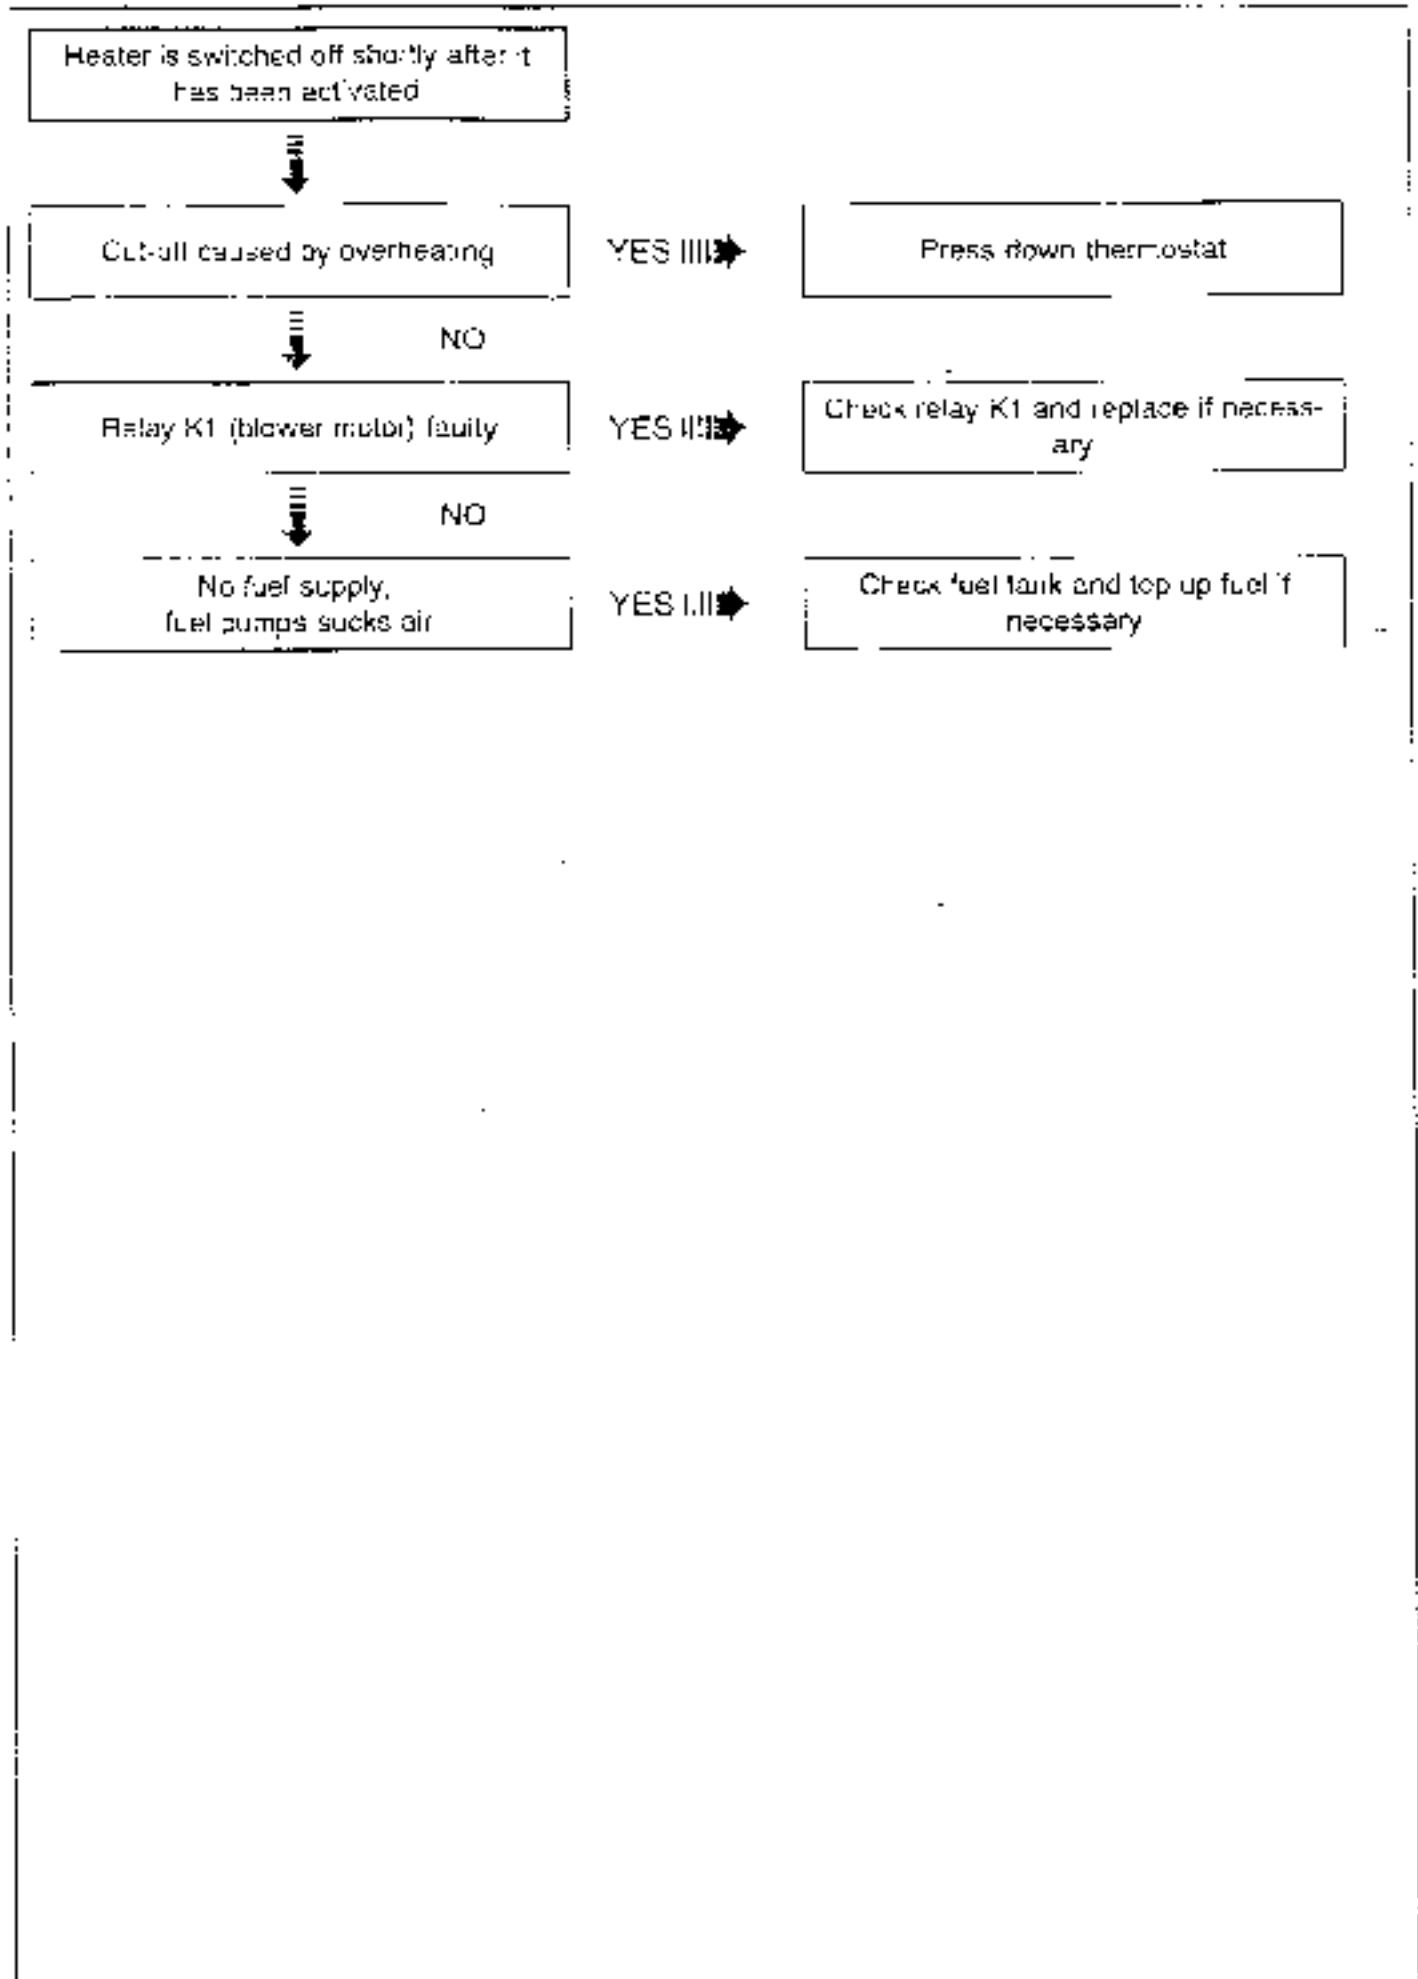 Heater is switched off shortly after it
has been activated
Cut-off caused by overheating
YES
Press down thermostat
NO
Relay K1 (blower motor) faulty
YES
Check relay K1 and replace if necess-
ary
NO
No fuel supply,
fuel pumps sucks air
YES
Check fuel tank and top up fuel if
necessary